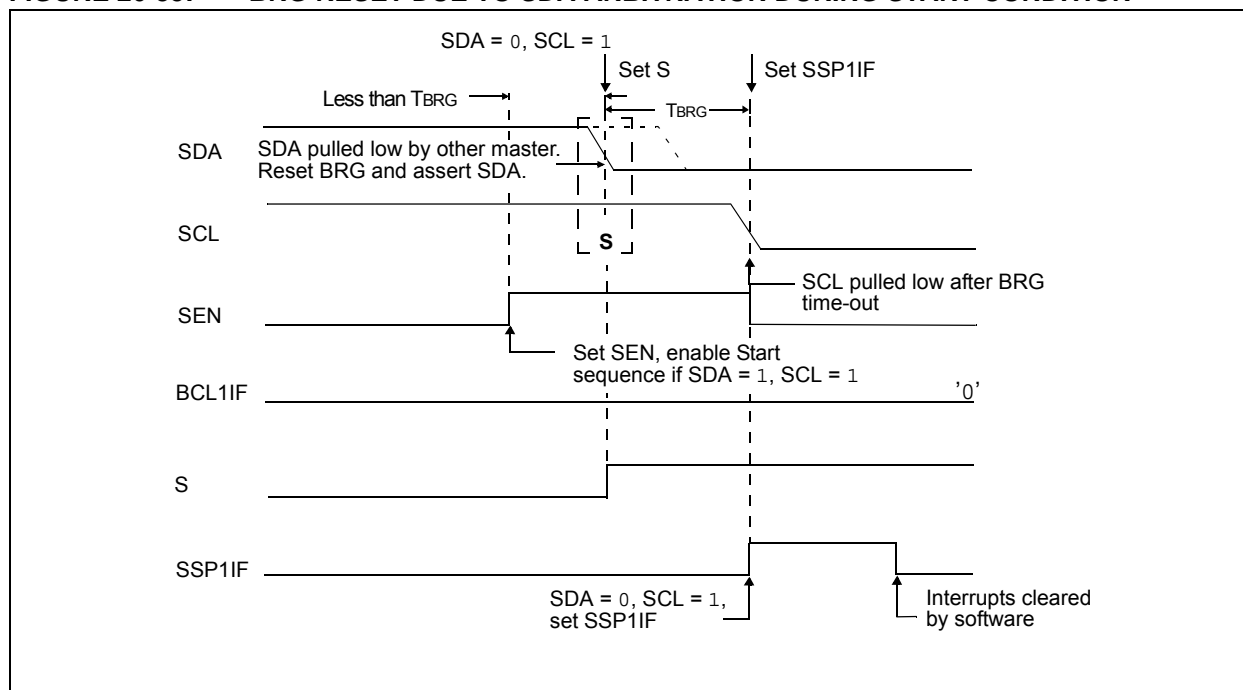 SDA = 0, SCL = 1
Set S
Set SSP1IF
Less than TBRG
TBRG
SDA
SDA pulled low by other master.
Reset BRG and assert SDA.
SCL
S
SCL pulled low after BRG
time-out
SEN
Set SEN, enable Start
sequence if SDA = 1, SCL = 1
BCL1IF
'0'
S
SSP1IF
SDA = 0, SCL = 1,
set SSP1IF
Interrupts cleared
by software